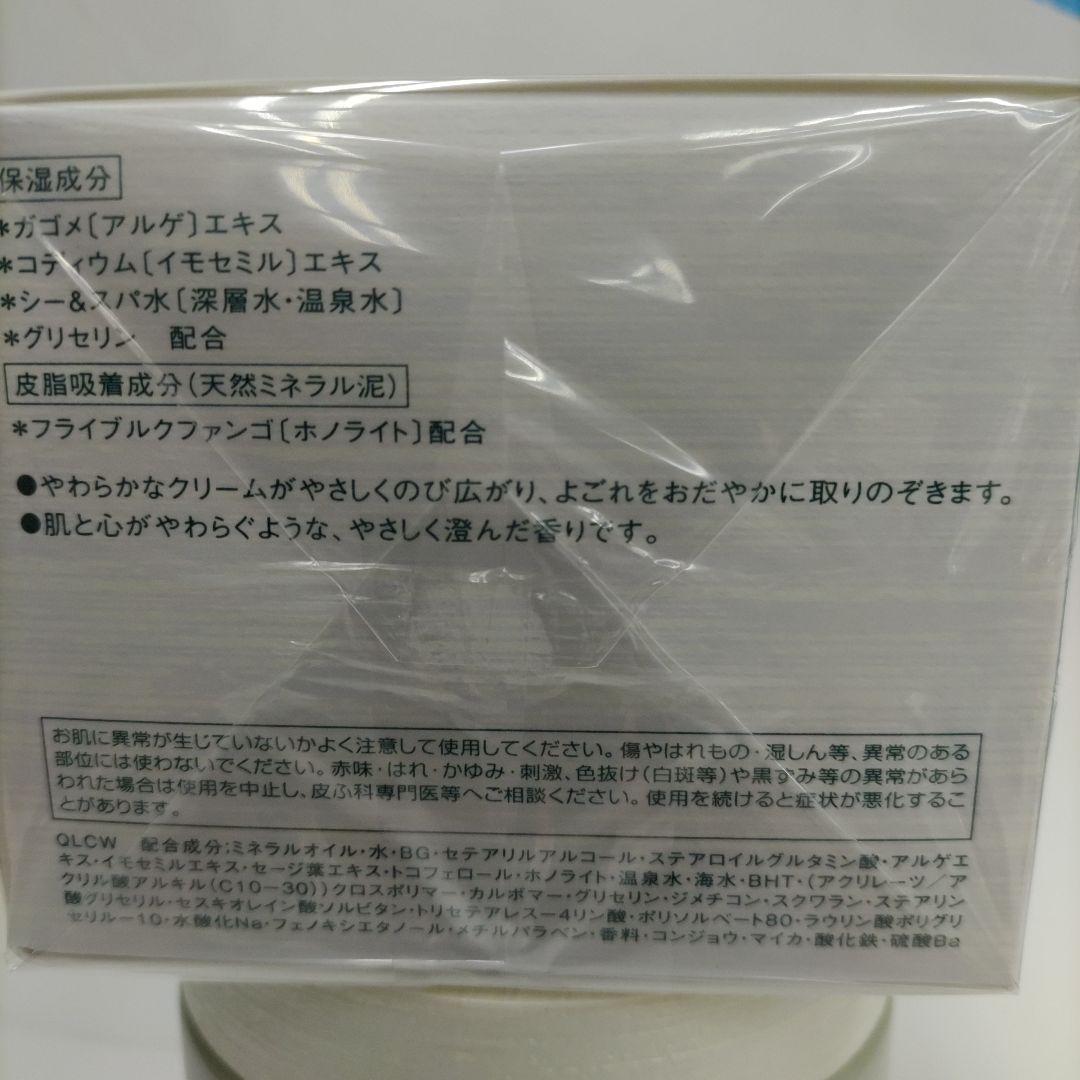 保湿成分
*ガゴメ〔アルゲ〕エキス
*コティウム〔イモセミル〕エキス
*シー&スパ水〔深層水・温泉水〕
*グリセリン　配合
皮脂吸着成分(天然ミネラル泥)
*フライブルクファンゴ〔ホノライト〕配合
●やわらかなクリームがやさしくのび広がり、よごれをおだやかに取りのぞきます。
●肌と心がやわらぐような、やさしく澄んだ香りです。
お肌に異常が生じていないかよく注意して使用してください。傷やはれもの・湿しん等、異常のある
部位には使わないでください。赤味・はれ・かゆみ・刺激、色抜け(白斑等)や黒ずみ等の異常があら
われた場合は使用を中止し、皮ふ科専門医等へご相談ください。使用を続けると症状が悪化するこ
とがあります。
QLCW　配合成分;ミネラルオイル・水・BG・セテアリルアルコール・ステアロイルグルタミン酸・アルゲエ
キス・イモセミルエキス・セージ葉エキス・トコフェロール・ホノライト・温泉水・海水・BHT・(アクリレーツ/ア
クリル酸アルキル(C10-30))クロスポリマー・カルボマー・グリセリン・ジメチコン・スクワラン・ステアリン
酸グリセリル・セスキオレイン酸ソルビタン・トリセテアレス-4リン酸・ポリソルベート80・ラウリン酸ポリグリ
セリル-10・水酸化Na・フェノキシエタノール・メチルパラベン・香料・コンジョウ・マイカ・酸化鉄・硫酸Ba